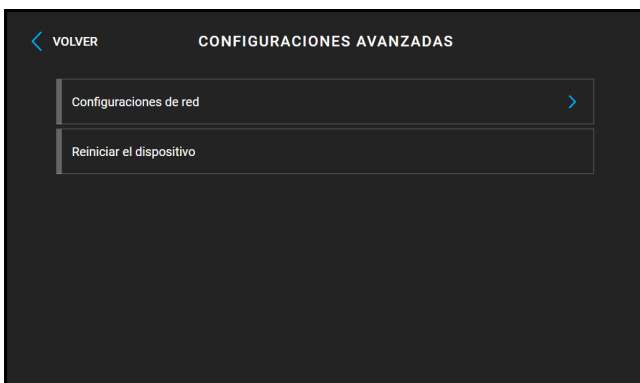 VOLVER
CONFIGURACIONES AVANZADAS
Configuraciones de red
Reiniciar el dispositivo